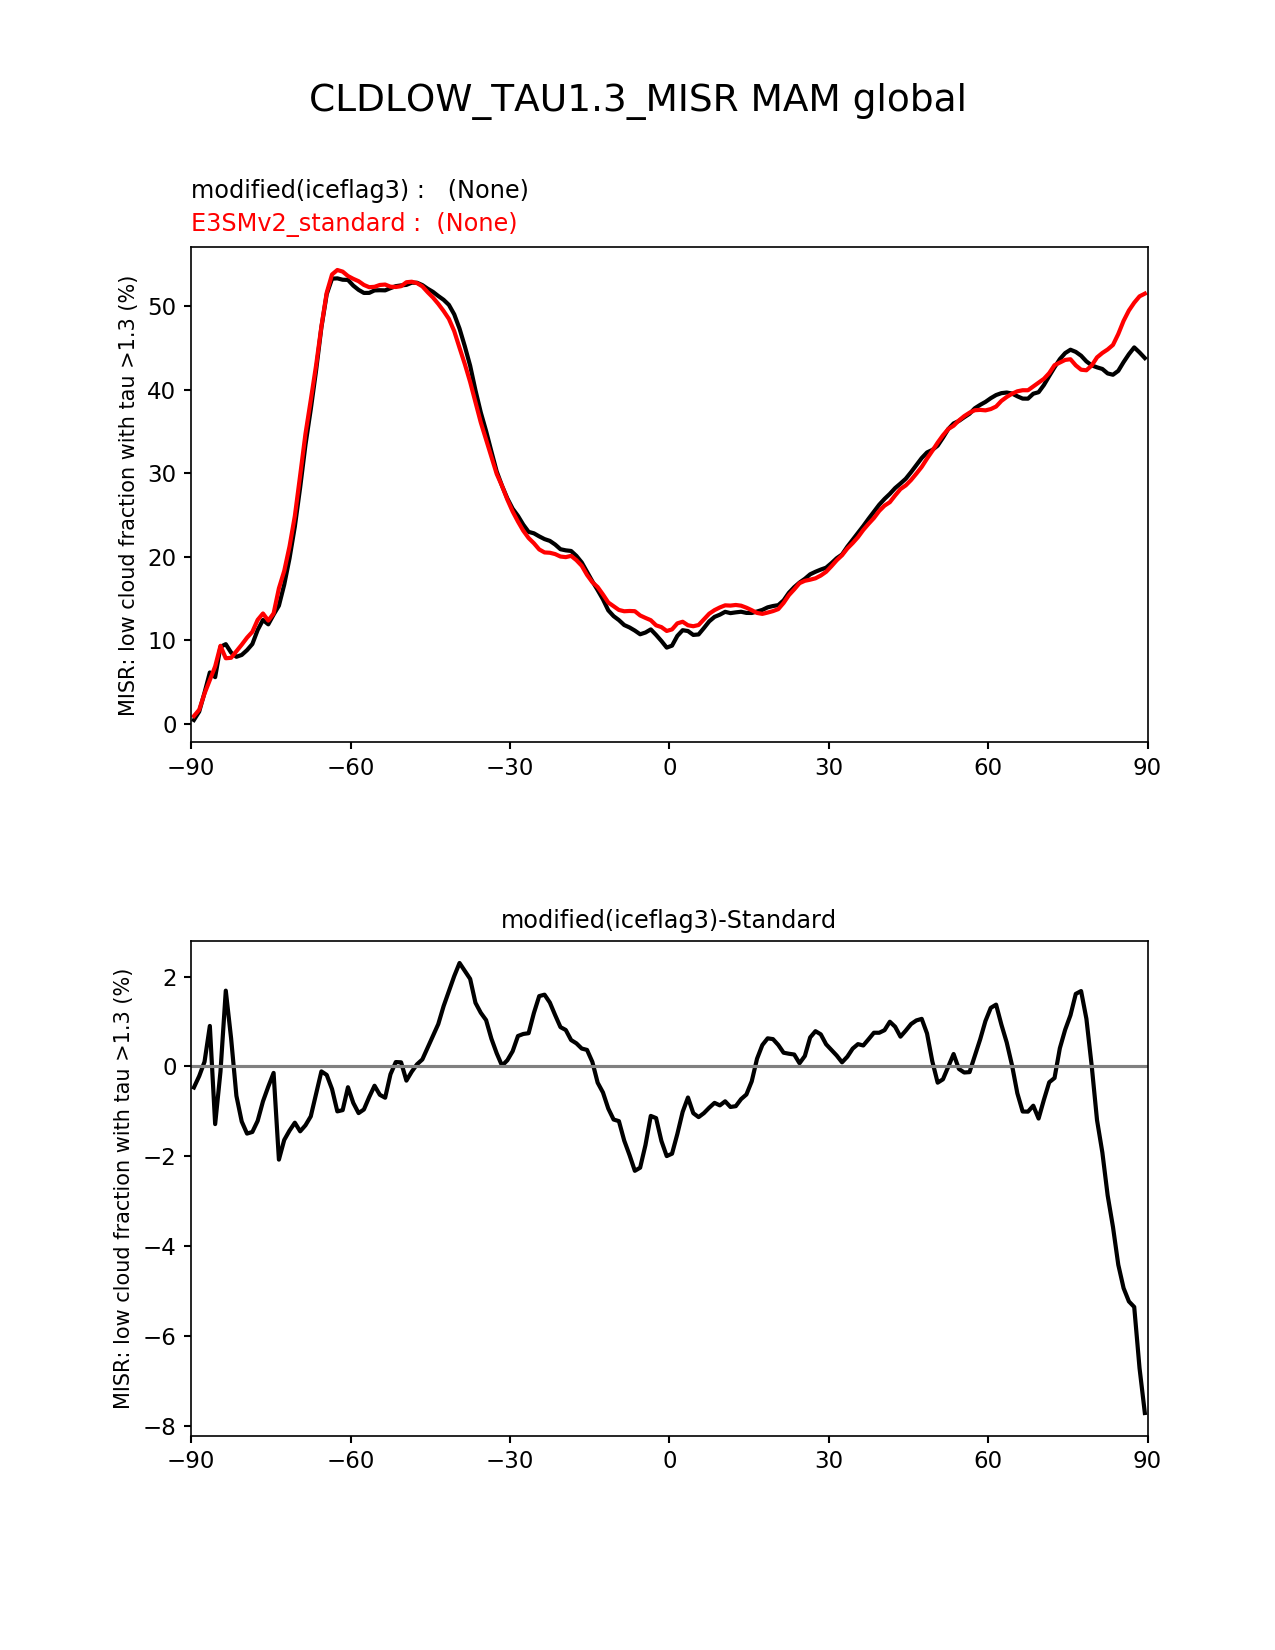 CLDLOW_TAU1.3_MISR MAM global
modified(iceflag3) :   (None)
E3SMv2_standard :  (None)
MISR: low cloud fraction with tau >1.3 (%)
50
40
30
20
10
0
−90 −60 −30 0 30 60 90
modified(iceflag3)-Standard
MISR: low cloud fraction with tau >1.3 (%)
2
0
−2
−4
−6
−8
−90 −60 −30 0 30 60 90